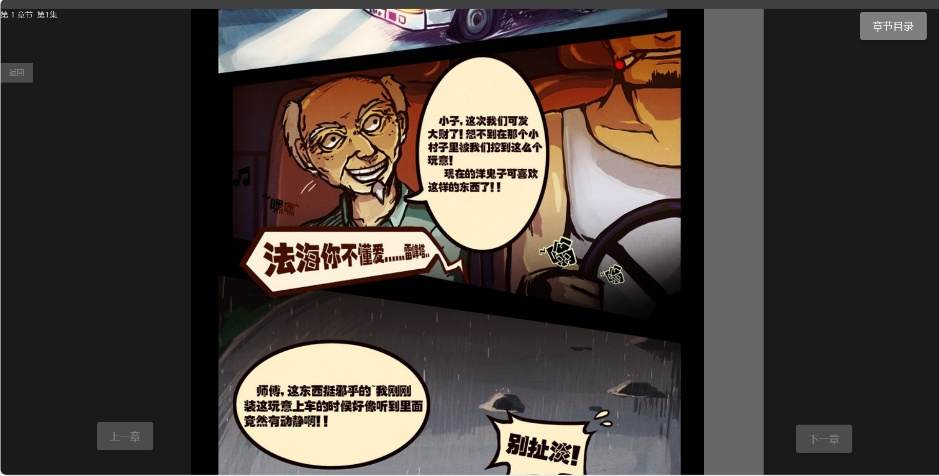 第 1 章节 第1集
章节目录
返回
小子，这次我们可发
大财了！想不到在那个小
村子里被我们挖到这么个
玩意！
现在的洋鬼子可喜欢
这样的东西了！！
嘿嘿
法海你不懂爱……雷峰塔..
师傅，这东西挺邪乎的~我刚刚
装这玩意上车的时候好像听到里面
竟然有动静啊！！
别扯淡！
上一章
下一章